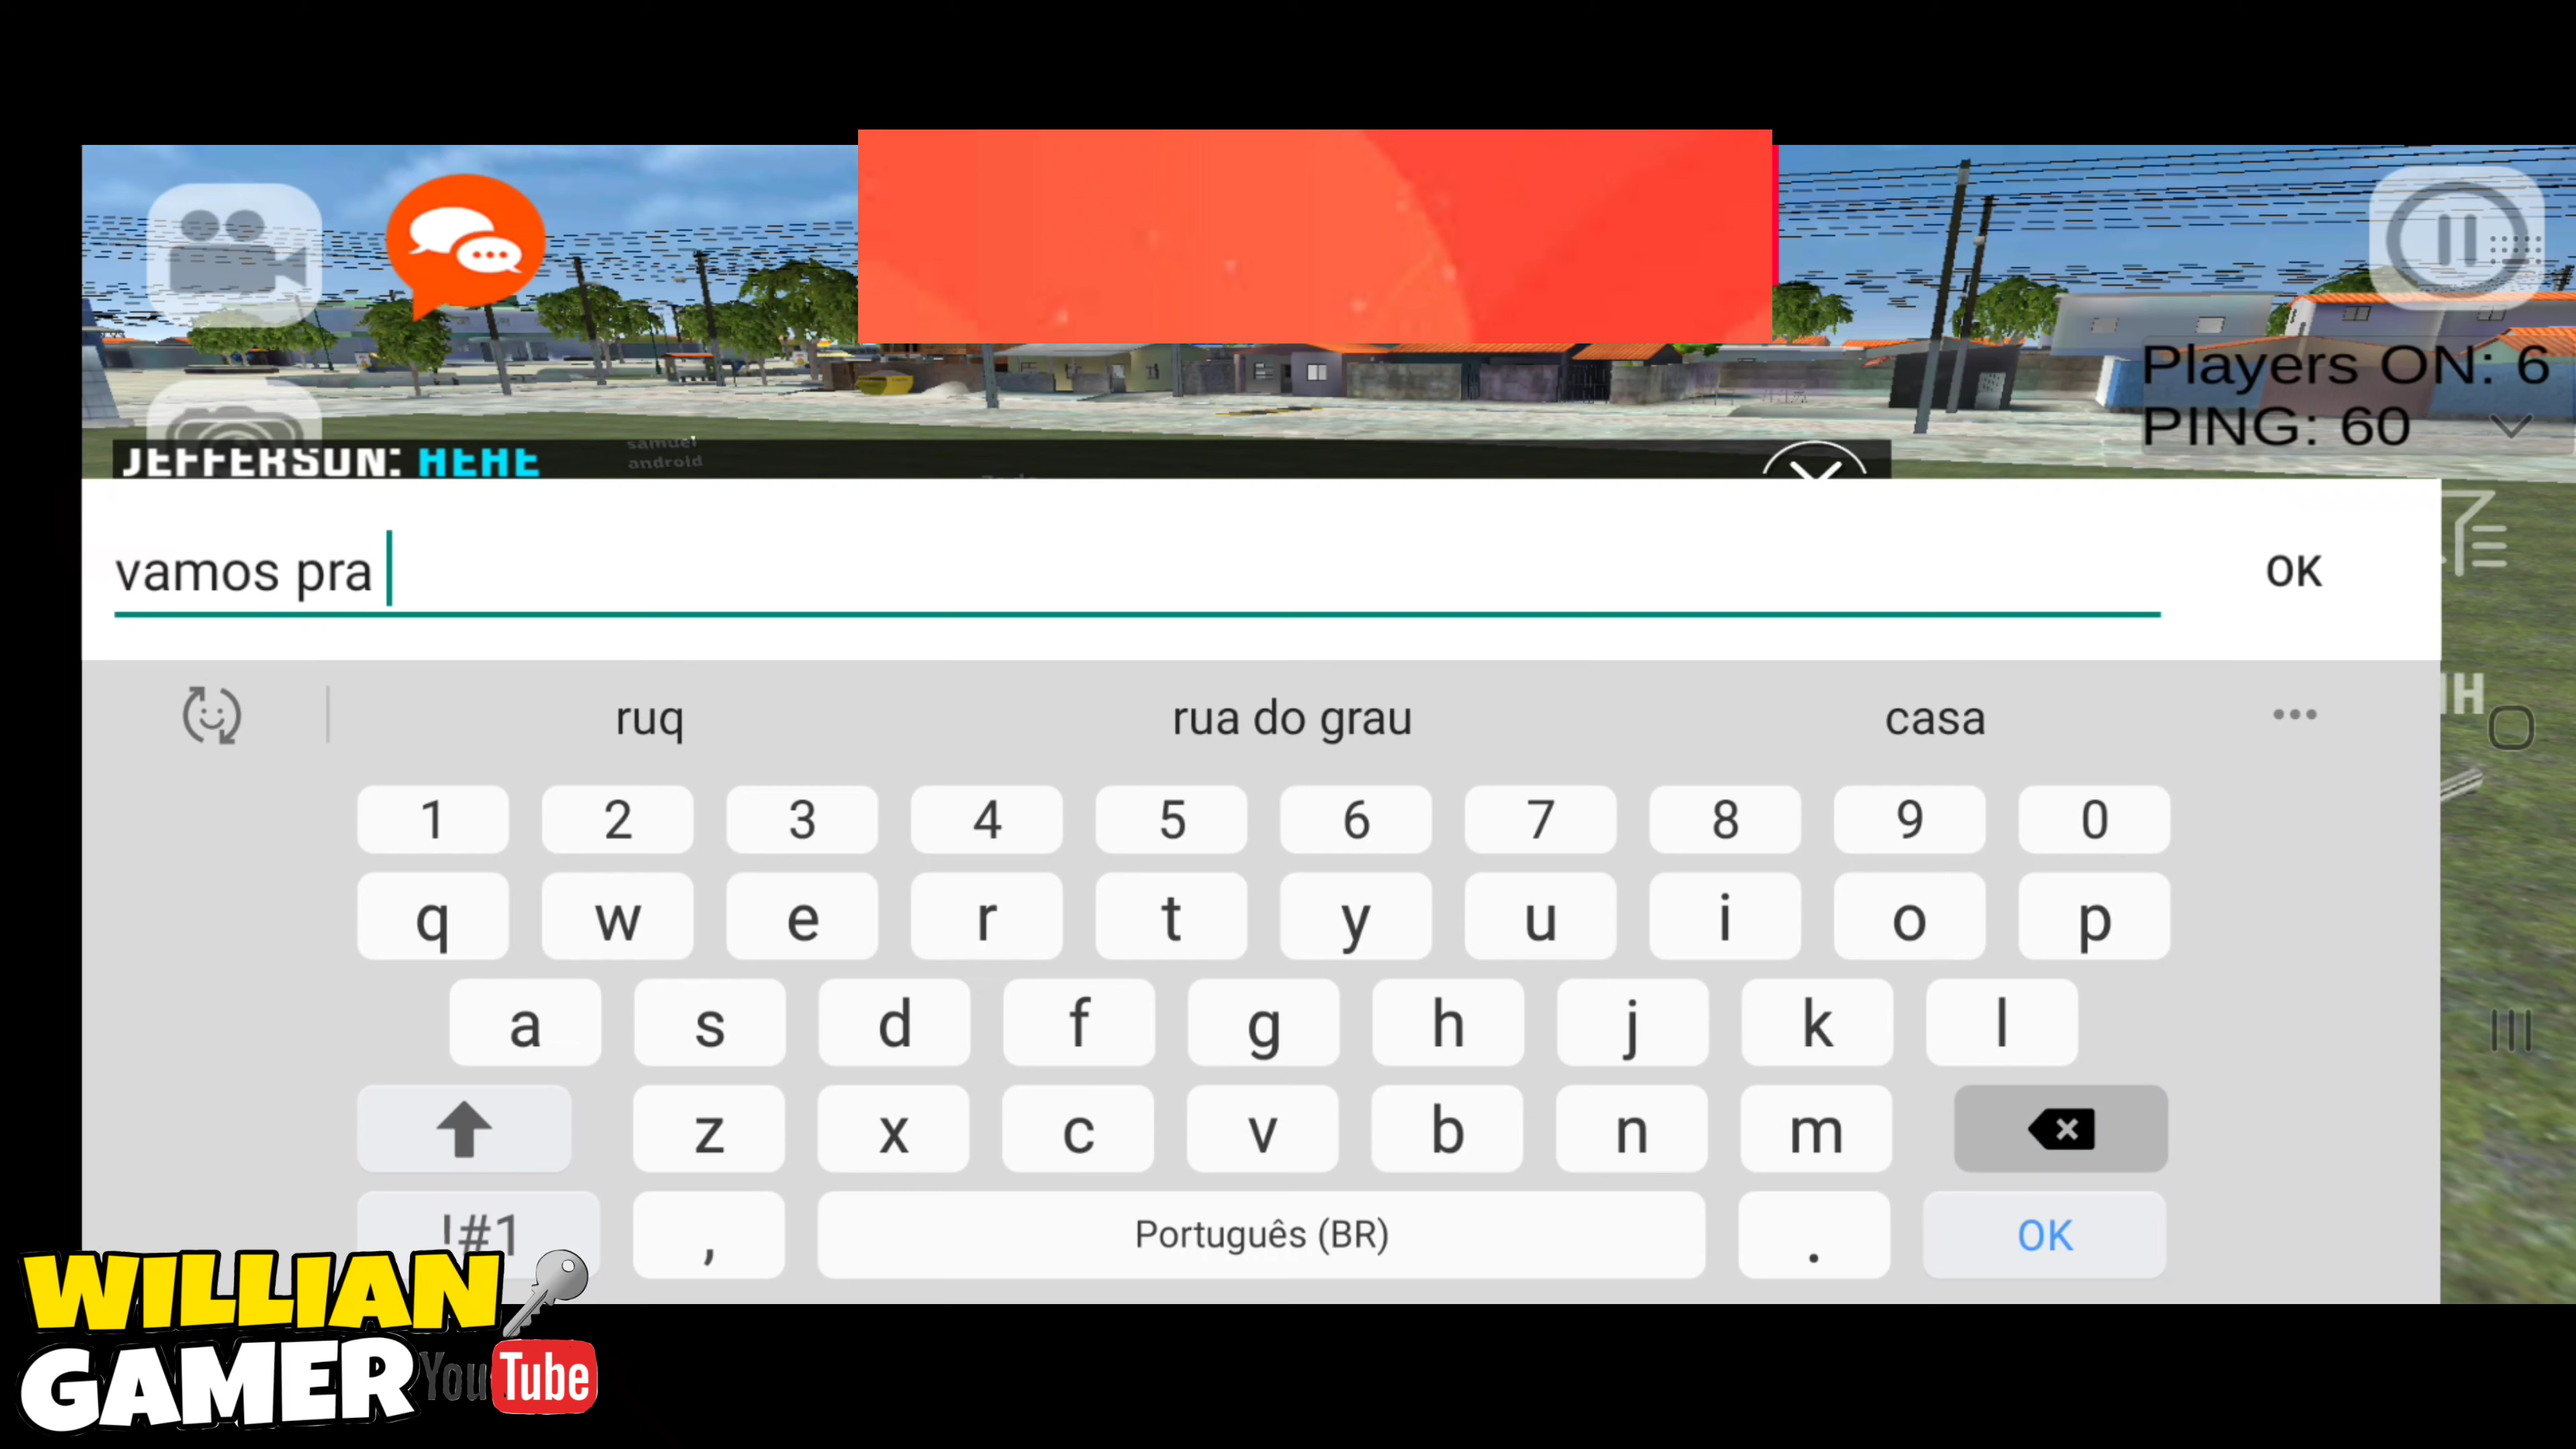 Players ON: 6
PING: 60
samuel
android
JEFFERSON: HEHE
vamos pra
OK
ruq rua do grau casa
1 2 3 4 5 6 7 8 9 0
q w e r t y u i o p
a s d f g h j k l
z x c v b n m
!#1 , Português (BR) . OK
WILLIAN
GAMER YouTube